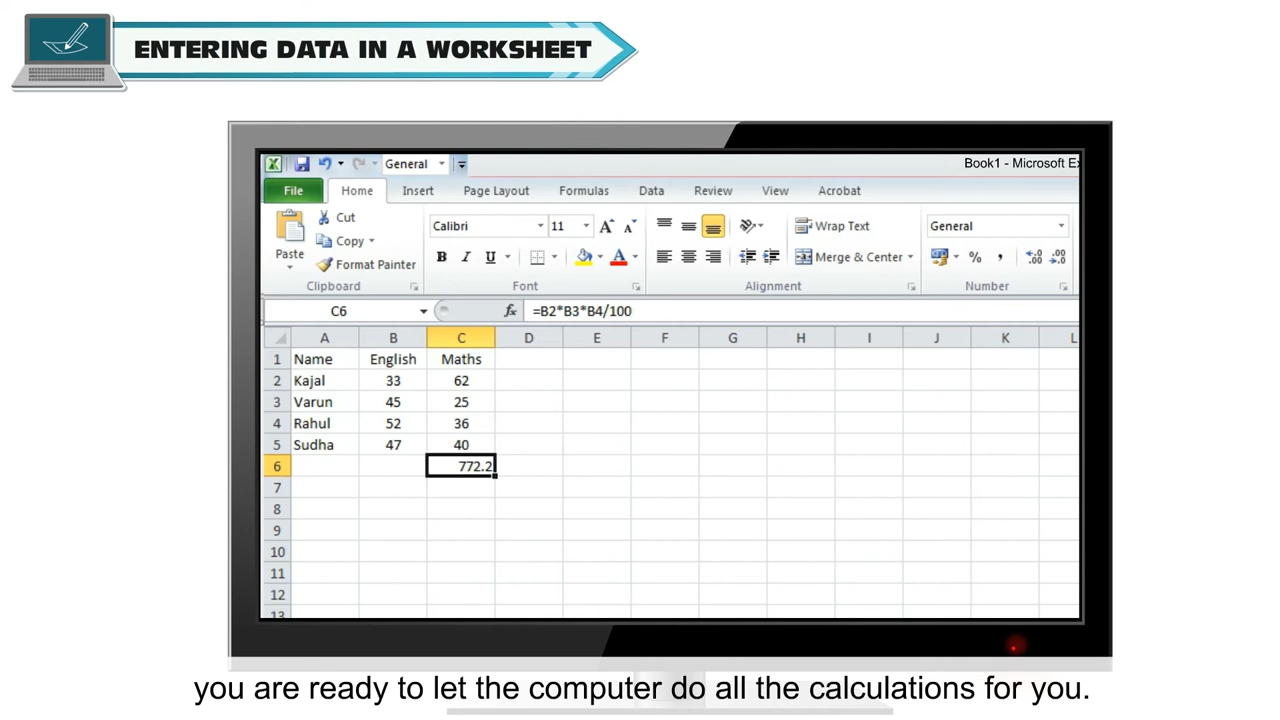 ENTERING DATA IN A WORKSHEET
General Book1 - Microsoft Ex
File Home Insert Page Layout Formulas Data Review View Acrobat
Cut Calibri 11 A A Wrap Text General
Copy
Paste Format Painter B I U A Merge & Center % , .00 .00
Clipboard Font Alignment Number
C6 fx =B2*B3*B4/100
A B C D E F G H I J K L
1 Name English Maths
2 Kajal 33 62
3 Varun 45 25
4 Rahul 52 36
5 Sudha 47 40
6 772.2
7
8
9
10
11
12
13
you are ready to let the computer do all the calculations for you.